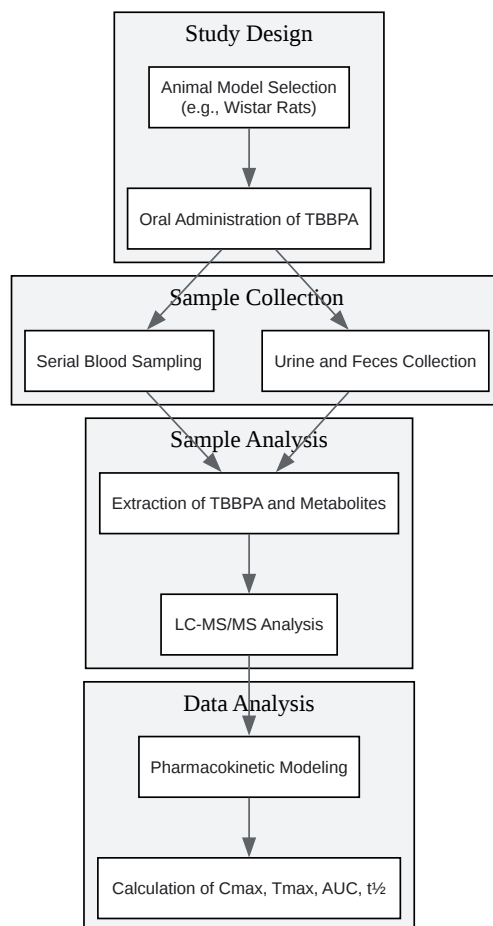 Study Design
Animal Model Selection
(e.g., Wistar Rats)
Oral Administration of TBBPA
Sample Collection
Serial Blood Sampling
Urine and Feces Collection
Sample Analysis
Extraction of TBBPA and Metabolites
LC-MS/MS Analysis
Data Analysis
Pharmacokinetic Modeling
Calculation of Cmax, Tmax, AUC, t½